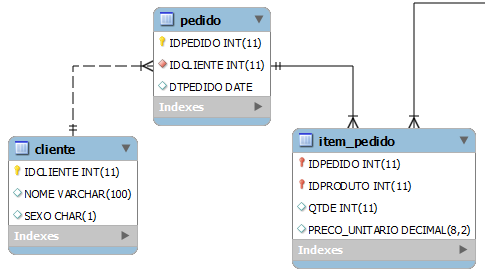 pedido
IDPEDIDO INT(11)
IDCLIENTE INT(11)
DTPEDIDO DATE
Indexes
cliente
IDCLIENTE INT(11)
NOME VARCHAR(100)
SEXO CHAR(1)
Indexes
item_pedido
IDPEDIDO INT(11)
IDPRODUTO INT(11)
QTDE INT(11)
PRECO_UNITARIO DECIMAL(8,2)
Indexes